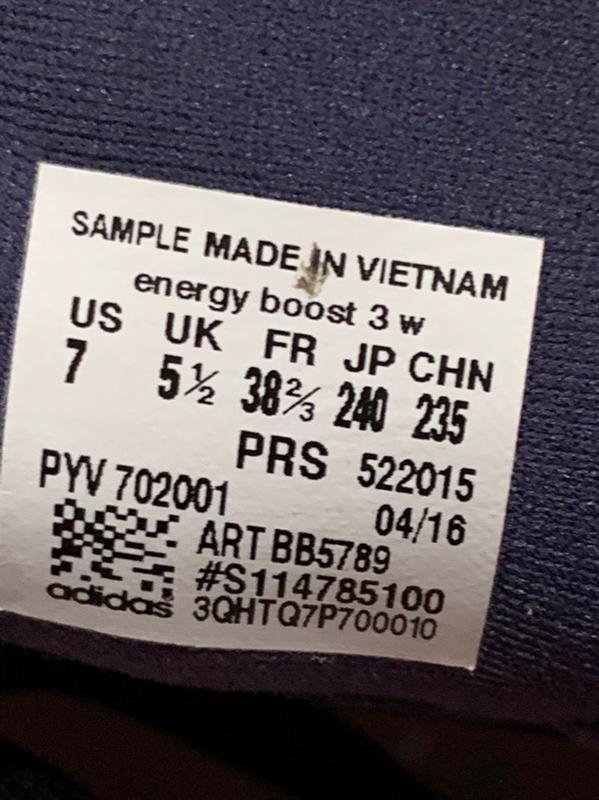 SAMPLE MADE IN VIETNAM
energy boost 3 w
US UK FR JP CHN
7 5½ 38⅔ 240 235
PRS 522015
PYV 702001 04/16
ART BB5789
#S114785100
adidas 3QHTQ7P700010